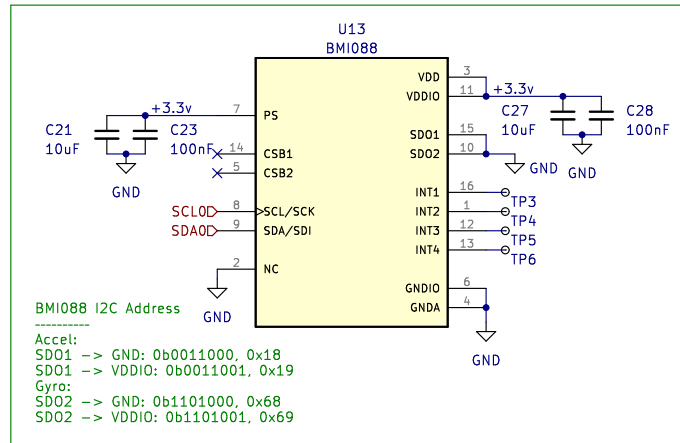 U13
BMI088
+3.3v
C21
10uF
C23
100nF
GND
7
PS
14
CSB1
5
CSB2
SCL0
8
SCL/SCK
SDA0
9
SDA/SDI
2
NC
GND
VDD
3
VDDIO
11
+3.3v
C27
10uF
C28
100nF
GND
SDO1
15
SDO2
10
GND
INT1
16
TP3
INT2
1
TP4
INT3
12
TP5
INT4
13
TP6
GNDIO
6
GNDA
4
GND
BMI088 I2C Address
----------
Accel:
SDO1 -> GND: 0b0011000, 0x18
SDO1 -> VDDIO: 0b0011001, 0x19
Gyro:
SDO2 -> GND: 0b1101000, 0x68
SDO2 -> VDDIO: 0b1101001, 0x69